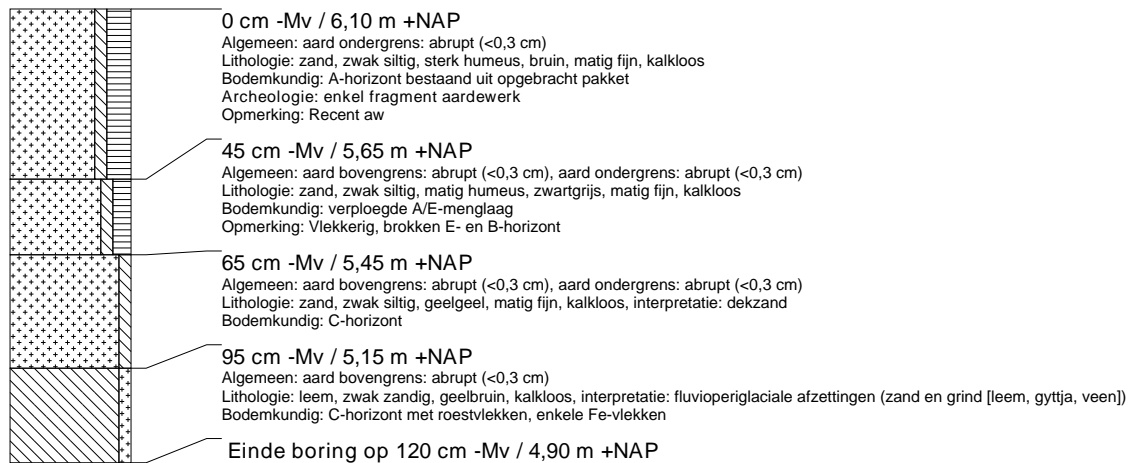 0 cm -Mv / 6,10 m +NAP
Algemeen: aard ondergrens: abrupt (<0,3 cm)
Lithologie: zand, zwak siltig, sterk humeus, bruin, matig fijn, kalkloos
Bodemkundig: A-horizont bestaand uit opgebracht pakket
Archeologie: enkel fragment aardewerk
Opmerking: Recent aw
45 cm -Mv / 5,65 m +NAP
Algemeen: aard bovengrens: abrupt (<0,3 cm), aard ondergrens: abrupt (<0,3 cm)
Lithologie: zand, zwak siltig, matig humeus, zwartgrijs, matig fijn, kalkloos
Bodemkundig: verploegde A/E-menglaag
Opmerking: Vlekkerig, brokken E- en B-horizont
65 cm -Mv / 5,45 m +NAP
Algemeen: aard bovengrens: abrupt (<0,3 cm), aard ondergrens: abrupt (<0,3 cm)
Lithologie: zand, zwak siltig, geelgeel, matig fijn, kalkloos, interpretatie: dekzand
Bodemkundig: C-horizont
95 cm -Mv / 5,15 m +NAP
Algemeen: aard bovengrens: abrupt (<0,3 cm)
Lithologie: leem, zwak zandig, geelbruin, kalkloos, interpretatie: fluvioperiglaciale afzettingen (zand en grind [leem, gyttja, veen])
Bodemkundig: C-horizont met roestvlekken, enkele Fe-vlekken
Einde boring op 120 cm -Mv / 4,90 m +NAP